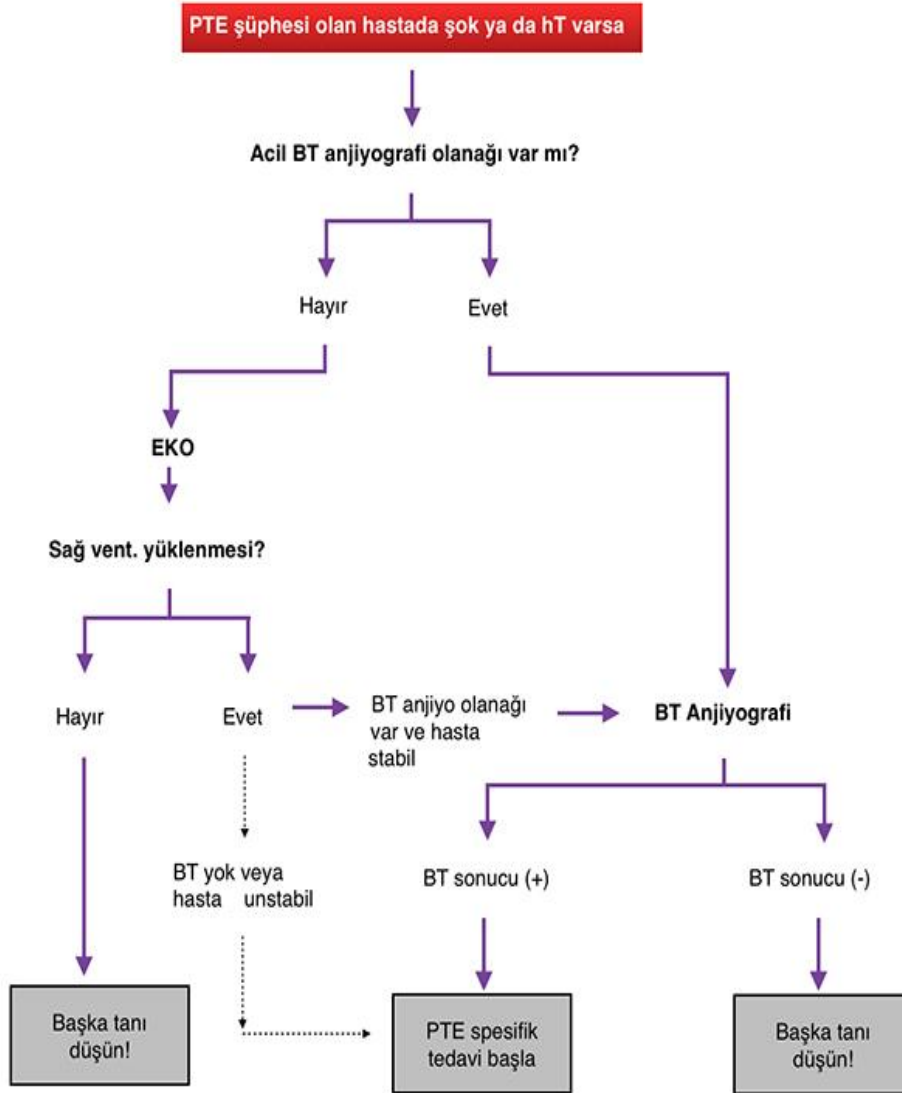 PTE şüphesi olan hastada şok ya da hT varsa
Acil BT anjiyografi olanağı var mı?
Hayır
Evet
EKO
Sağ vent. yüklenmesi?
Hayır
Evet
BT anjiyo olanağı
var ve hasta
stabil
BT Anjiyografi
BT yok veya
hasta unstabil
BT sonucu (+)
BT sonucu (-)
Başka tanı
düşün!
PTE spesifik
tedavi başla
Başka tanı
düşün!